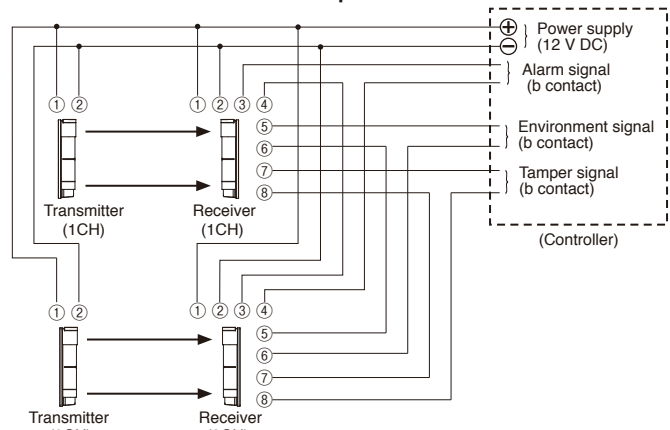 ⊕ Power supply
⊖ (12 V DC)
Alarm signal
(b contact)
① ② ① ② ③ ④
⑤ Environment signal
⑥ (b contact)
⑦ Tamper signal
⑧ (b contact)
Transmitter Receiver
(1CH) (1CH)
(Controller)
① ② ① ② ③ ④
⑤
⑥
⑦
⑧
Transmitter Receiver